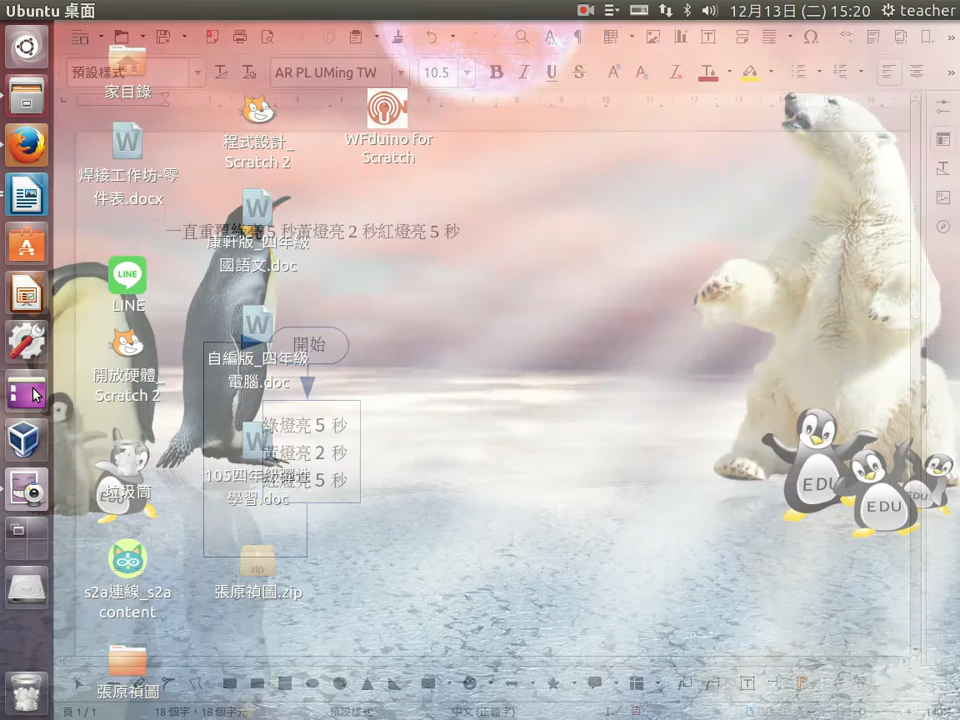 Ubuntu 桌面
12月13日 (二) 15:20
teacher
預設樣式
AR PL UMing TW
10.5
家目錄
程式設計_
Scratch 2
WFduino for
Scratch
焊接工作坊-零
件表.docx
一直重覆綠亮 5 秒黃燈亮 2 秒紅燈亮 5 秒
康軒版_四年級
國語文.doc
LINE
LINE
開始
自編版_四年級
電腦.doc
開放硬體_
Scratch 2
綠燈亮 5 秒
黃燈亮 2 秒
紅燈亮 5 秒
105四年級彈性
學習.doc
垃圾筒
EDU
EDU
EDU
EDU
zip
s2a連線_s2a
content
張原禎圖.zip
張原禎圖
頁 1 / 1
18 個字，18 個字元
預設樣式
中文 (正體字)